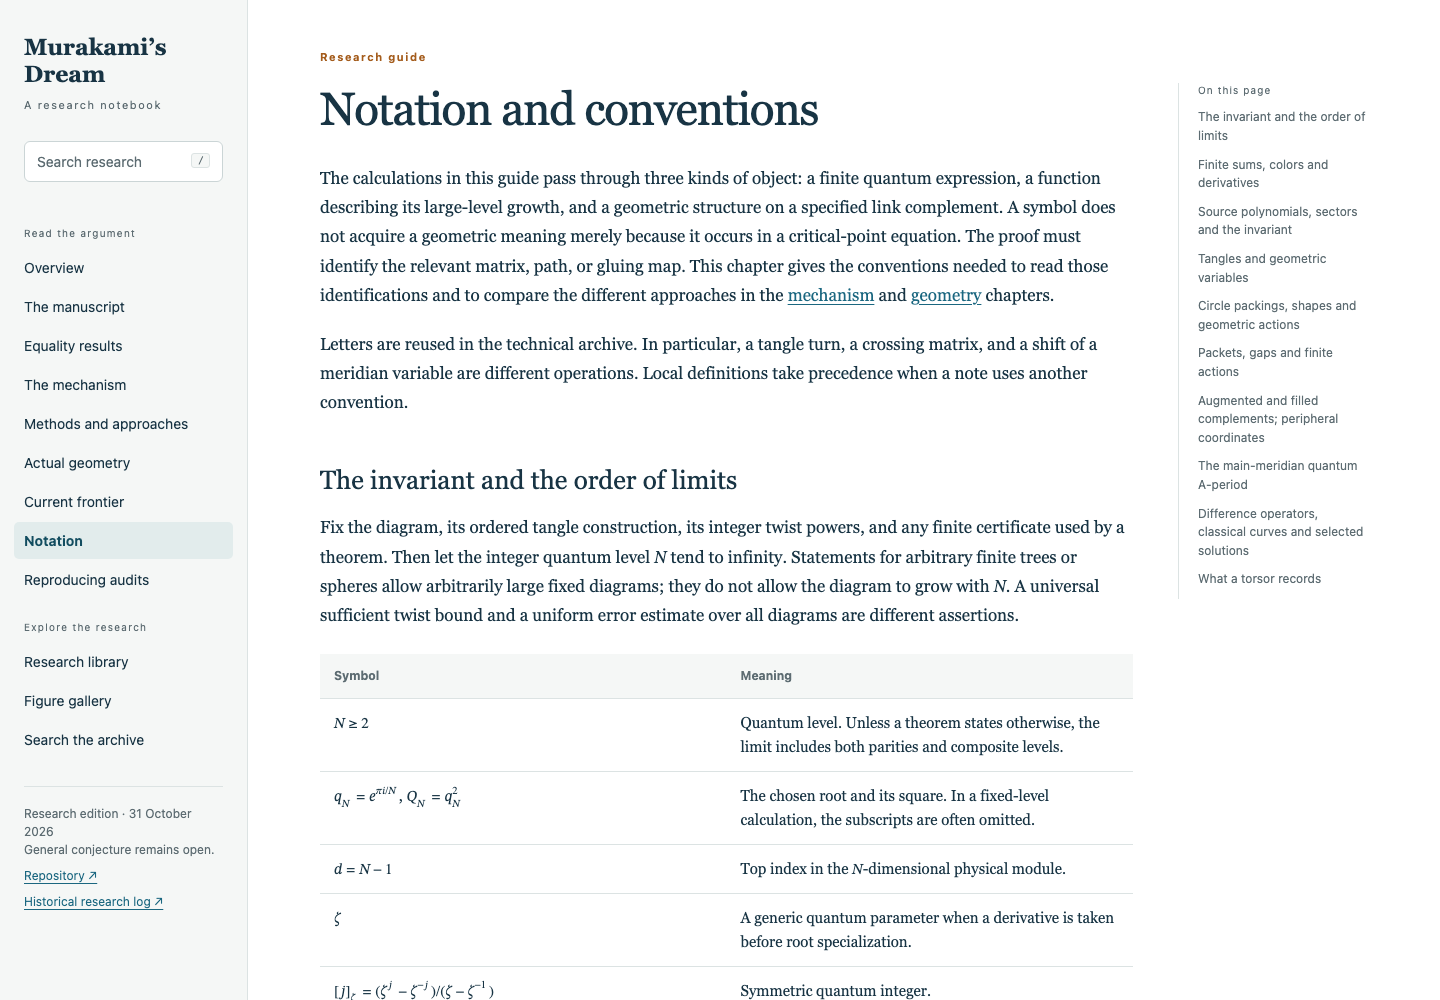 Murakami’s
Dream
A research notebook
Search research /
Read the argument
Overview
The manuscript
Equality results
The mechanism
Methods and approaches
Actual geometry
Current frontier
Notation
Reproducing audits
Explore the research
Research library
Figure gallery
Search the archive
Research edition · 31 October
2026
General conjecture remains open.
Repository ↗
Historical research log ↗
Research guide
Notation and conventions
The calculations in this guide pass through three kinds of object: a finite quantum expression, a function
describing its large-level growth, and a geometric structure on a specified link complement. A symbol does
not acquire a geometric meaning merely because it occurs in a critical-point equation. The proof must
identify the relevant matrix, path, or gluing map. This chapter gives the conventions needed to read those
identifications and to compare the different approaches in the mechanism and geometry chapters.
Letters are reused in the technical archive. In particular, a tangle turn, a crossing matrix, and a shift of a
meridian variable are different operations. Local definitions take precedence when a note uses another
convention.
The invariant and the order of limits
Fix the diagram, its ordered tangle construction, its integer twist powers, and any finite certificate used by a
theorem. Then let the integer quantum level N tend to infinity. Statements for arbitrary finite trees or
spheres allow arbitrarily large fixed diagrams; they do not allow the diagram to grow with N. A universal
sufficient twist bound and a uniform error estimate over all diagrams are different assertions.
Symbol Meaning
N ≥ 2 Quantum level. Unless a theorem states otherwise, the
limit includes both parities and composite levels.
q_N = e^{πi/N}, Q_N = q_N^2 The chosen root and its square. In a fixed-level
calculation, the subscripts are often omitted.
d = N − 1 Top index in the N-dimensional physical module.
ζ A generic quantum parameter when a derivative is taken
before root specialization.
[j]_ζ = (ζ^j − ζ^{−j})/(ζ − ζ^{−1}) Symmetric quantum integer.
On this page
The invariant and the order of
limits
Finite sums, colors and
derivatives
Source polynomials, sectors
and the invariant
Tangles and geometric
variables
Circle packings, shapes and
geometric actions
Packets, gaps and finite
actions
Augmented and filled
complements; peripheral
coordinates
The main-meridian quantum
A-period
Difference operators,
classical curves and selected
solutions
What a torsor records